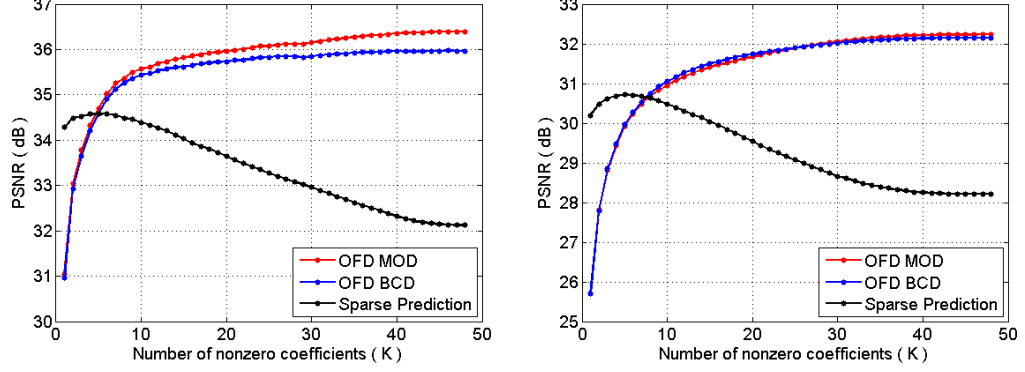 37
36
35
34
33
32
31
30
0 10 20 30 40 50
PSNR ( dB )
Number of nonzero coefficients ( K )
OFD MOD
OFD BCD
Sparse Prediction
33
32
31
30
29
28
27
26
25
0 10 20 30 40 50
PSNR ( dB )
Number of nonzero coefficients ( K )
OFD MOD
OFD BCD
Sparse Prediction